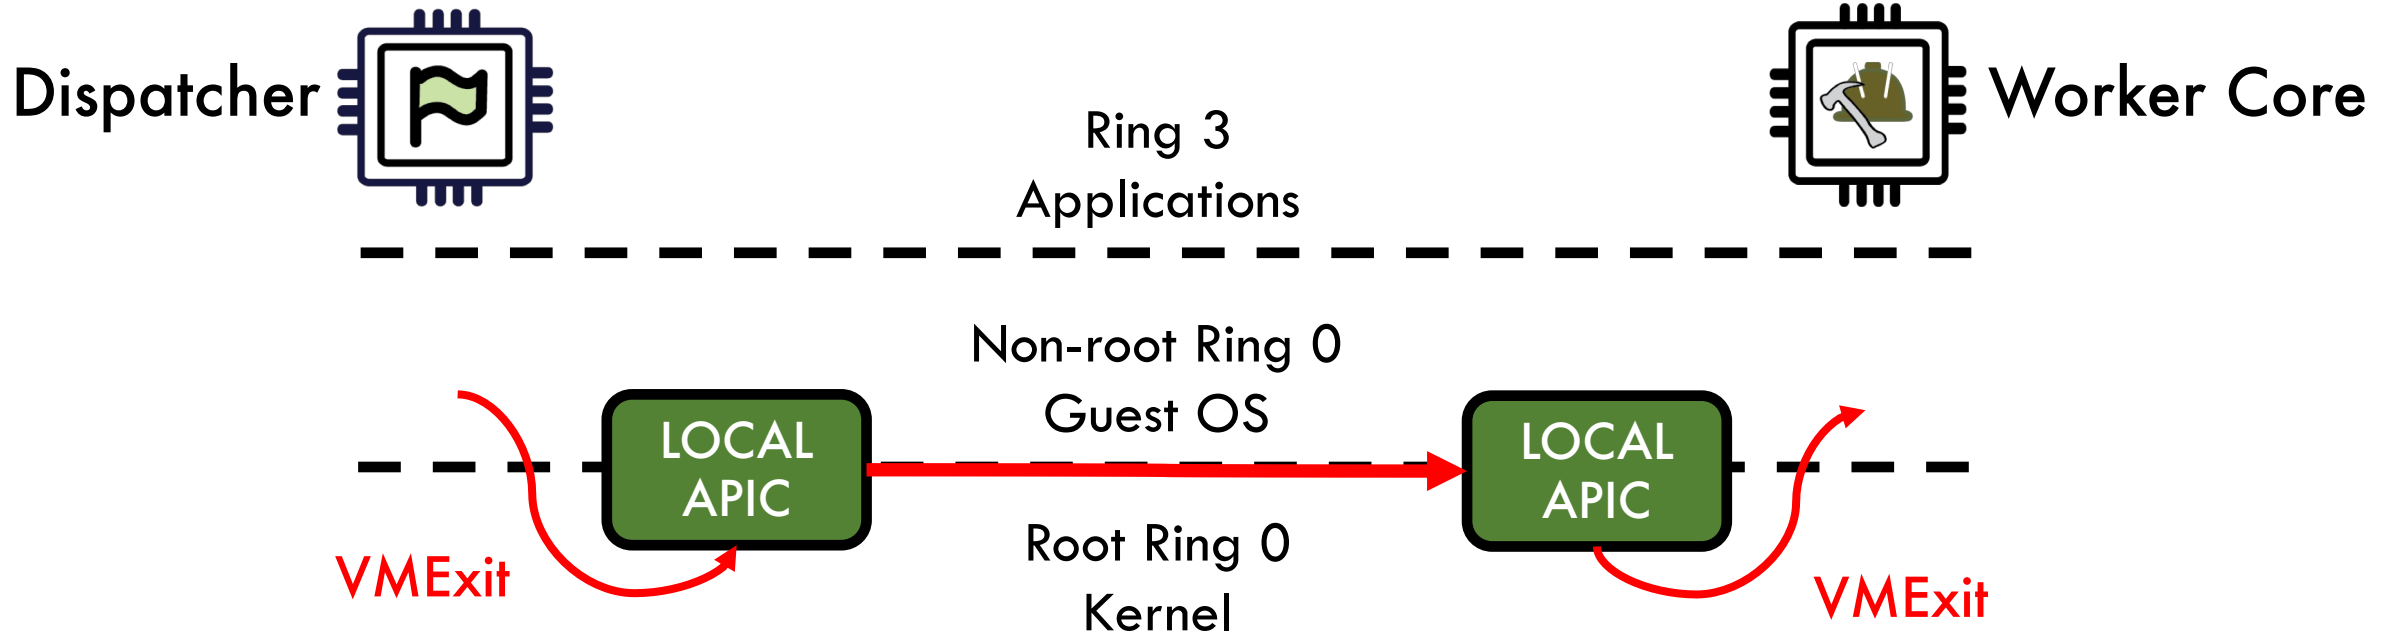 Dispatcher
Worker Core
Ring 3
Applications
Non-root Ring 0
Guest OS
LOCAL
APIC
LOCAL
APIC
Root Ring 0
Kernel
VMExit
VMExit